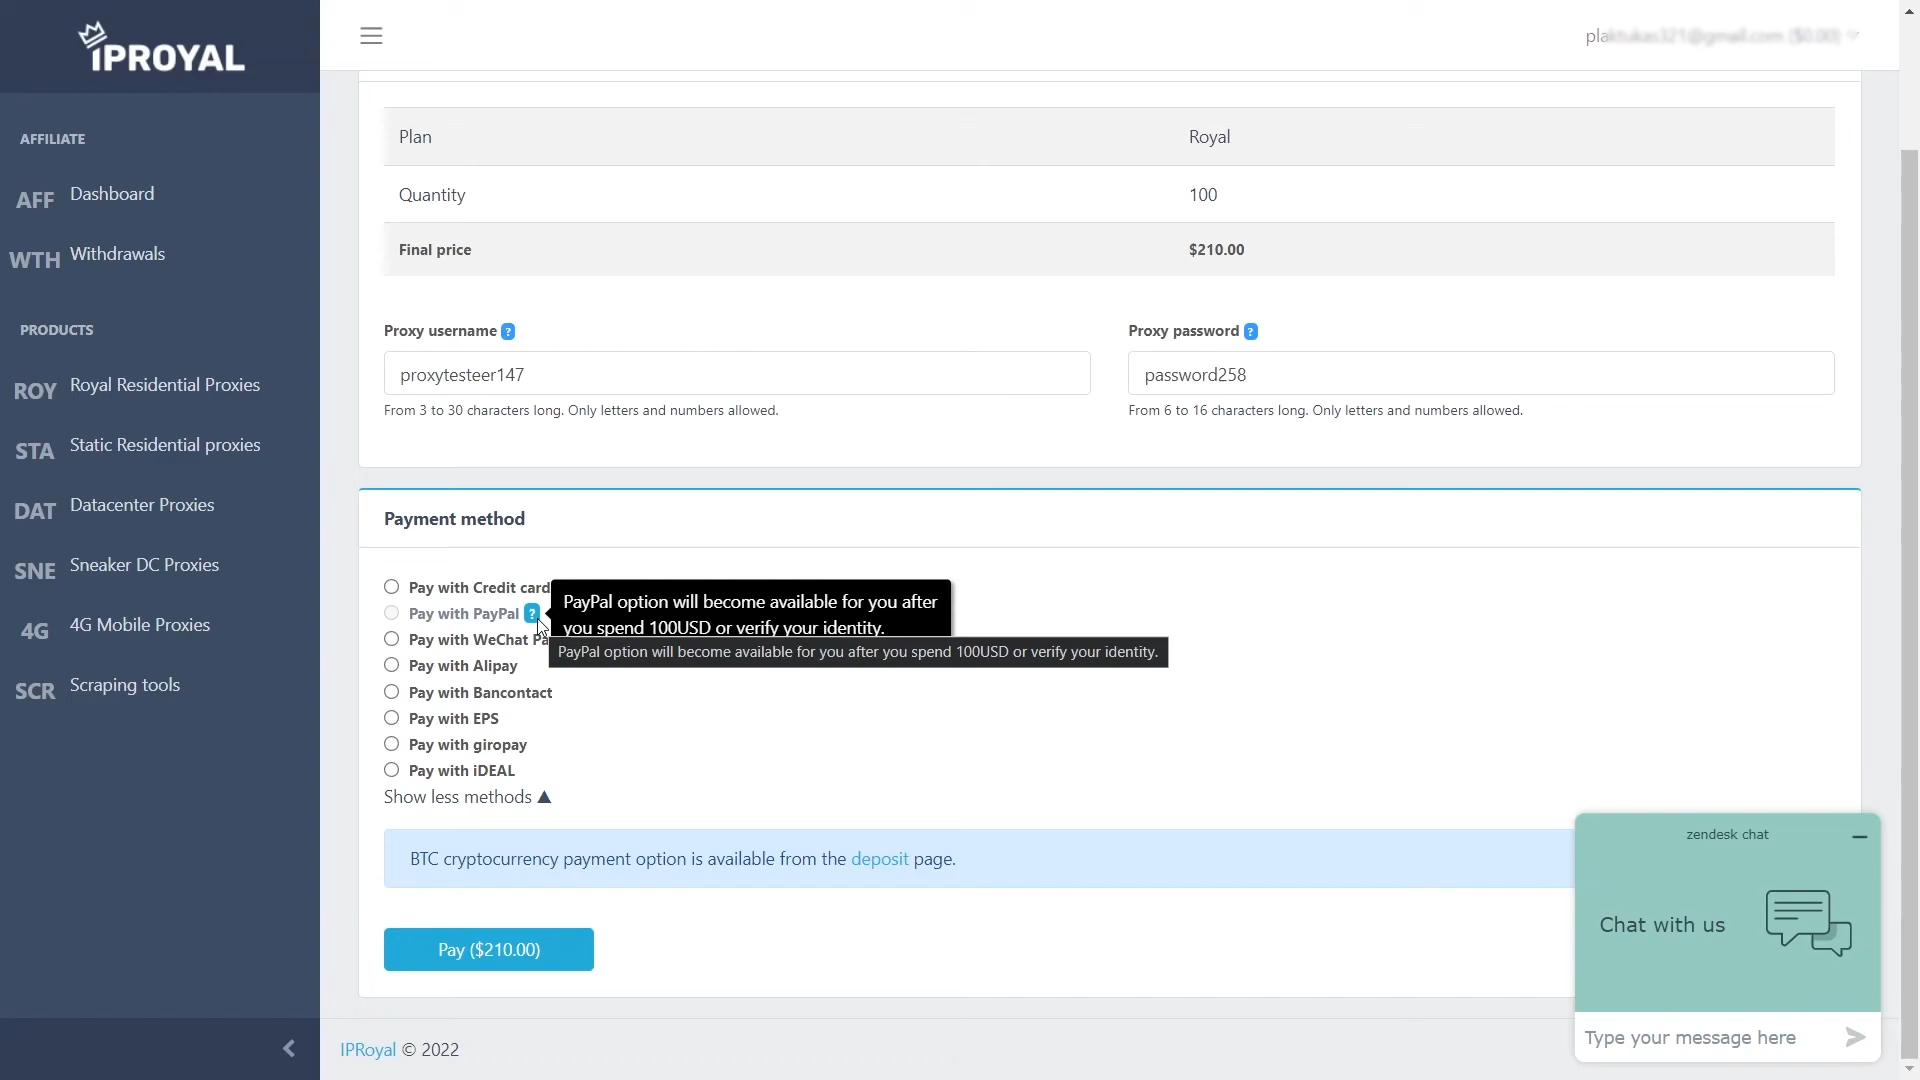 IPROYAL
AFFILIATE
AFF Dashboard
WTH Withdrawals
PRODUCTS
ROY Royal Residential Proxies
STA Static Residential proxies
DAT Datacenter Proxies
SNE Sneaker DC Proxies
4G 4G Mobile Proxies
SCR Scraping tools
Plan Royal
Quantity 100
Final price $210.00
Proxy username ?
proxytesteer147
From 3 to 30 characters long. Only letters and numbers allowed.
Proxy password ?
password258
From 6 to 16 characters long. Only letters and numbers allowed.
Payment method
Pay with Credit card
Pay with PayPal ?
PayPal option will become available for you after
you spend 100USD or verify your identity.
PayPal option will become available for you after you spend 100USD or verify your identity.
Pay with WeChat Pa
Pay with Alipay
Pay with Bancontact
Pay with EPS
Pay with giropay
Pay with iDEAL
Show less methods ▲
BTC cryptocurrency payment option is available from the deposit page.
Pay ($210.00)
zendesk chat
Chat with us
Type your message here
IPRoyal © 2022